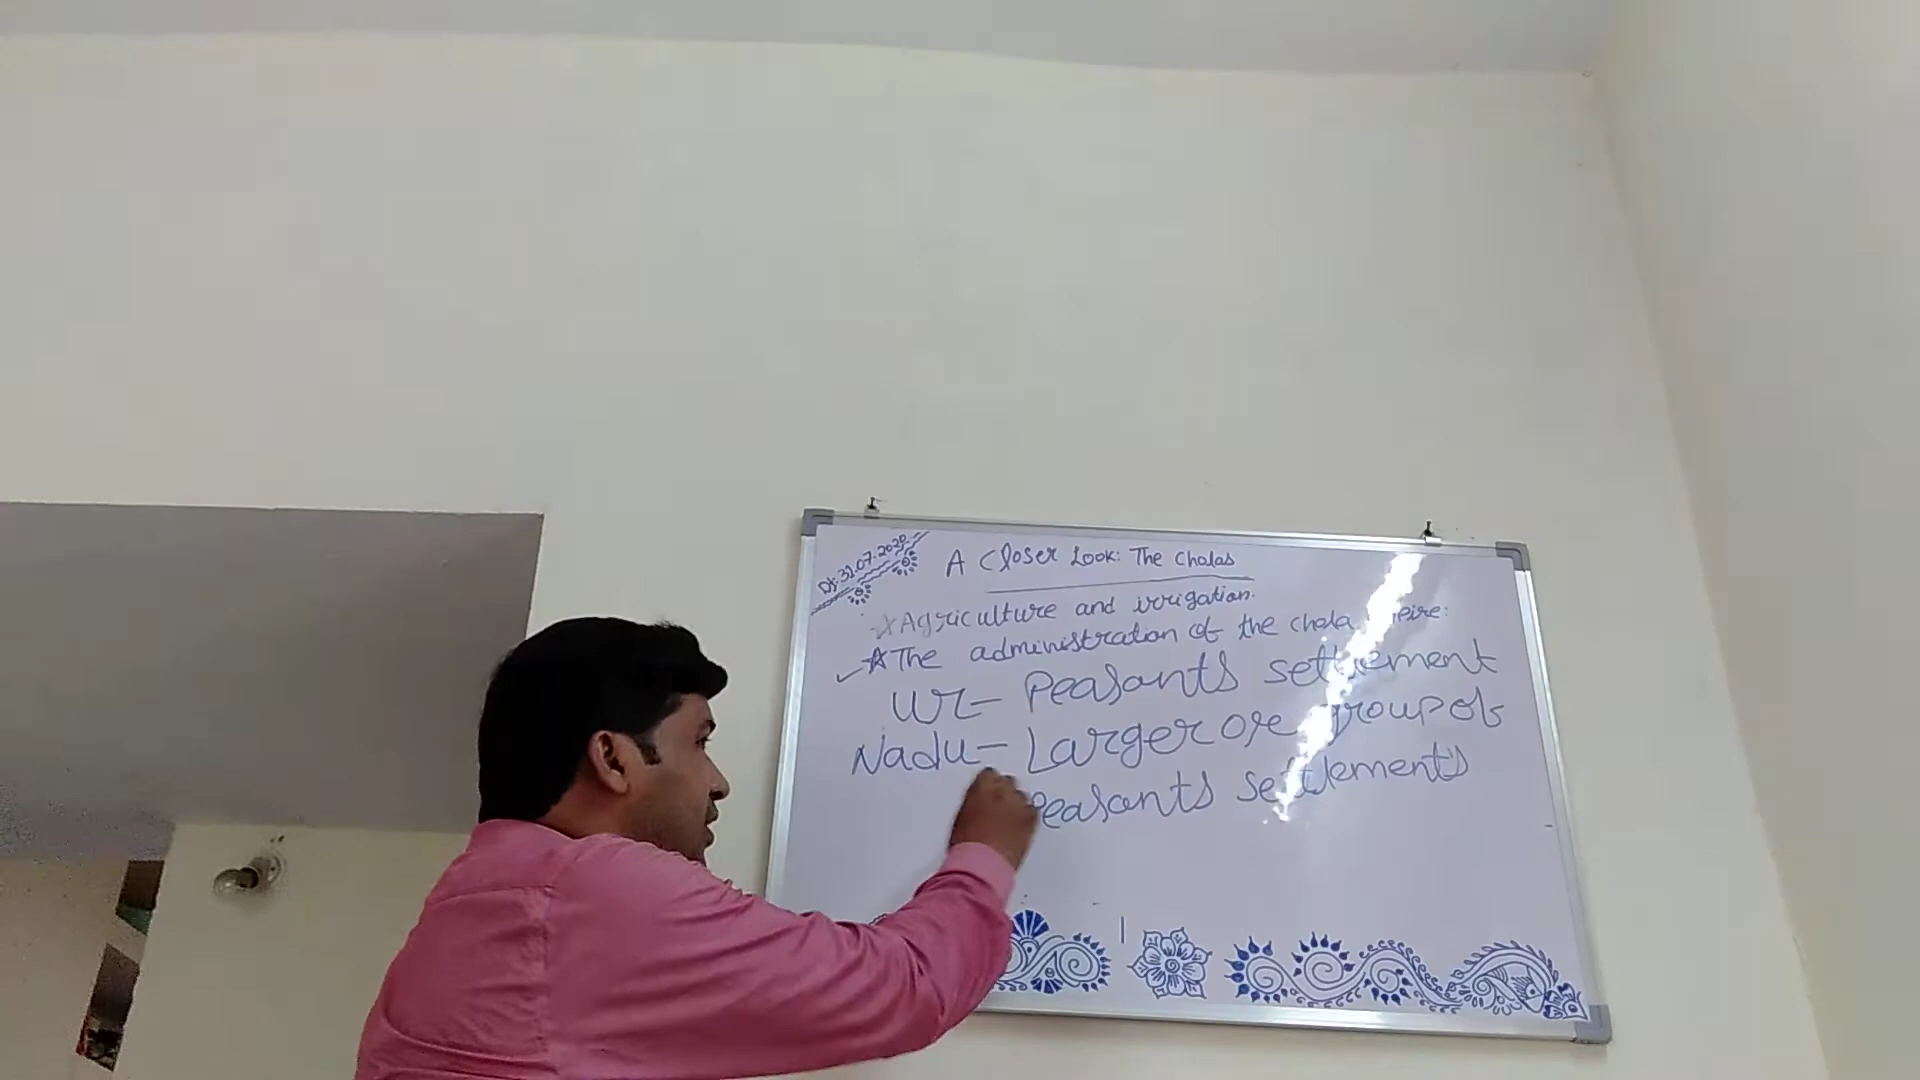 Dt: 31.07.2020
A Closer Look: The Cholas
Agriculture and irrigation.
The administration of the chola
Ur- Peasants settlement
Nadu- Larger or group of
Peasants settlements